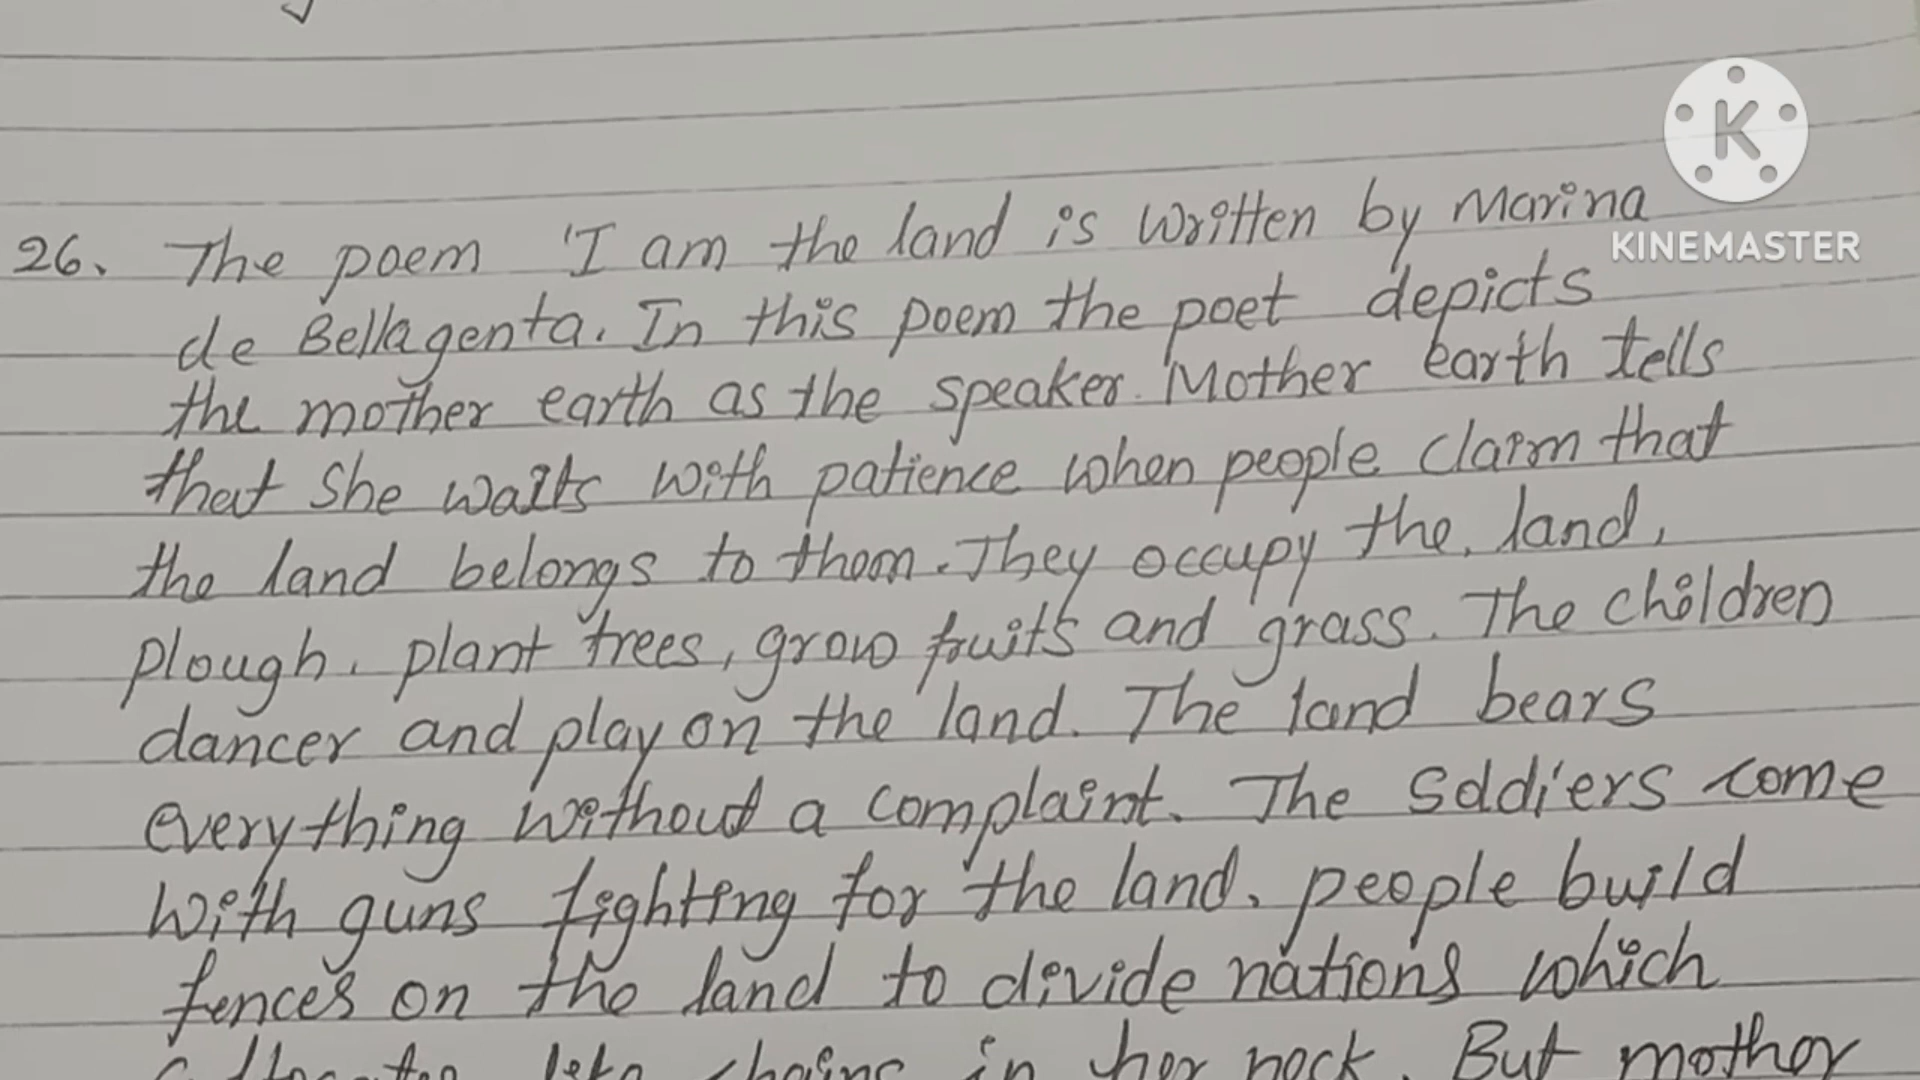 K
KINEMASTER
26. The poem 'I am the land is written by Marina
de Bellagenta. In this poem the poet depicts
the mother earth as the speaker. Mother earth tells
that she waits with patience when people claim that
the land belongs to them. They occupy the land,
plough, plant trees, grow fruits and grass. The children
dancer and play on the land. The land bears
everything without a complaint. The soldiers come
with guns fighting for the land. people build
fences on the land to divide nations which
chains in her neck. But mother